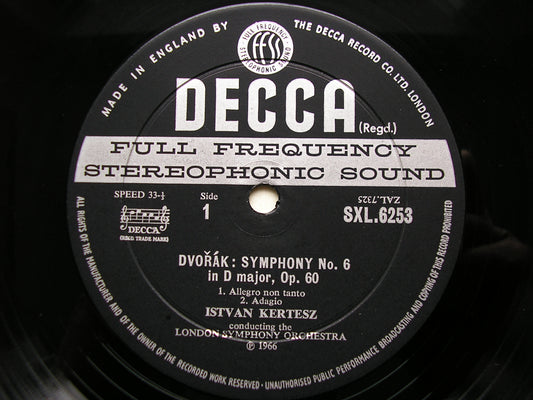 MADE IN ENGLAND BY
THE DECCA RECORD CO. LTD. LONDON
FULL FREQUENCY
ffss
STEREOPHONIC SOUND
DECCA
(Regd.)
FULL FREQUENCY
STEREOPHONIC SOUND
SPEED 33-⅓
Side
1
ZAL.7325
SXL.6253
DECCA
(REGD. TRADE MARK)
DVOŘÁK: SYMPHONY No. 6
in D major, Op. 60
1. Allegro non tanto
2. Adagio
ISTVAN KERTESZ
conducting the
LONDON SYMPHONY ORCHESTRA
℗ 1966
ALL RIGHTS OF THE MANUFACTURER AND OF THE OWNER OF THE RECORDED WORK RESERVED · UNAUTHORISED PUBLIC PERFORMANCE BROADCASTING AND COPYING OF THIS RECORD PROHIBITED